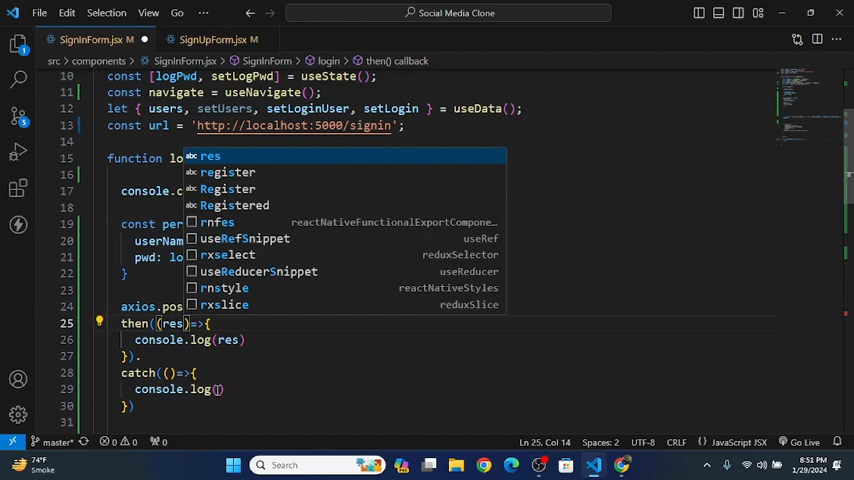 File Edit Selection View Go ··· Social Media Clone
SignInForm.jsx M SignUpForm.jsx M
src > components > SignInForm.jsx > SignInForm > login > then() callback
10 const [logPwd, setLogPwd] = useState();
11 const navigate = useNavigate();
12 let { users, setUsers, setLoginUser, setLogin } = useData();
13 const url = 'http://localhost:5000/signin';
14
15 function lo
16
17 console.c
18
19 const per
20 userNam
21 pwd: lo
22 }
23
24 axios.pos
25 then((res)=>{
26 console.log(res)
27 }).
28 catch(()=>{
29 console.log()
30 })
31
abc res
abc register
abc Register
abc Registered
rnfes reactNativeFunctionalExportCompone...
useRefSnippet useRef
rxselect reduxSelector
useReducerSnippet useReducer
rnstyle reactNativeStyles
rxslice reduxSlice
1
5
master* 0 0 0 Ln 25, Col 14 Spaces: 2 UTF-8 CRLF { } JavaScript JSX Go Live
74°F
Smoke
Search
8:51 PM
1/29/2024